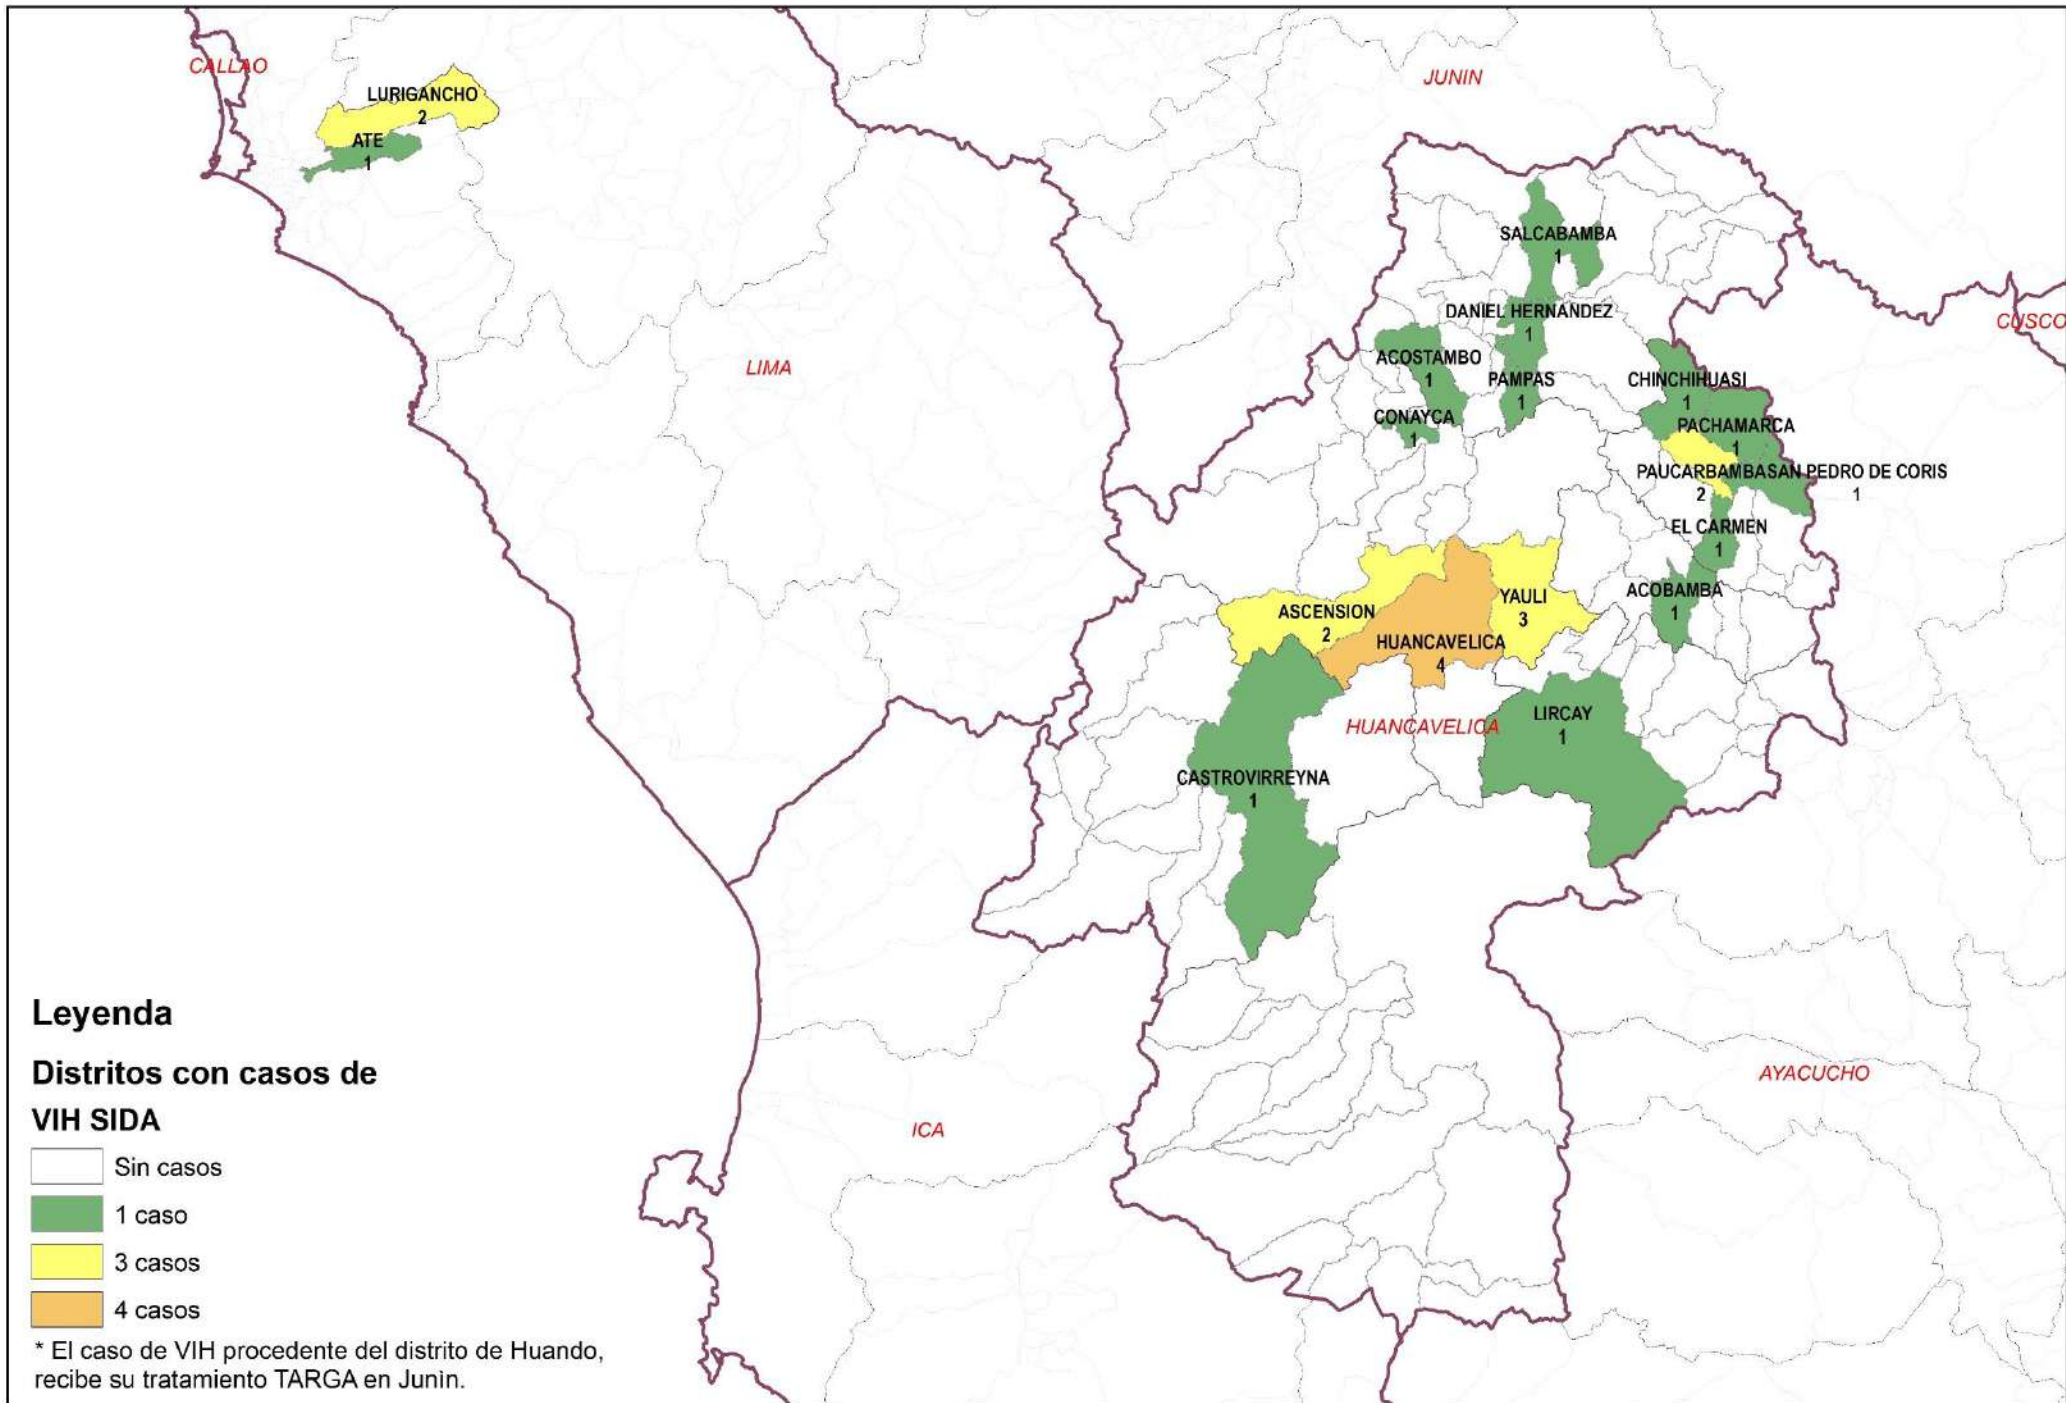 CALLAO
JUNIN
LURIGANCHO
2
ATE
1
SALCABAMBA
1
DANIEL HERNANDEZ
1
CUSCO
LIMA
ACOSTAMBO
1
PAMPAS
1
CHINCHIHUASI
1
CONAYCA
1
PACHAMARCA
1
PAUCARBAMBA
2
SAN PEDRO DE CORIS
1
EL CARMEN
1
ACOBAMBA
1
ASCENSION
2
YAULI
3
HUANCAVELICA
4
HUANCAVELICA
LIRCAY
1
CASTROVIRREYNA
1
AYACUCHO
ICA
Leyenda
Distritos con casos de
VIH SIDA
Sin casos
1 caso
3 casos
4 casos
* El caso de VIH procedente del distrito de Huando,
recibe su tratamiento TARGA en Junìn.